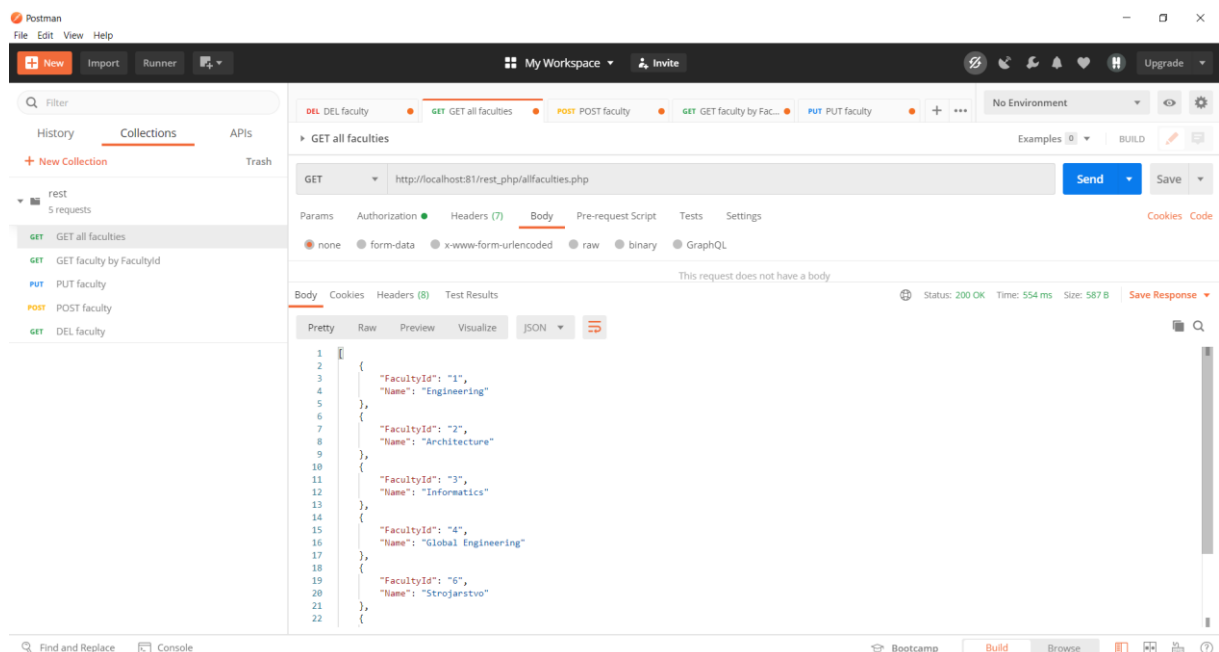 Postman
File Edit View Help
New Import Runner My Workspace Invite Upgrade
Filter
History Collections APIs
+ New Collection Trash
rest
5 requests
GET GET all faculties
GET GET faculty by FacultyId
PUT PUT faculty
POST POST faculty
GET DEL faculty
DEL DEL faculty GET GET all faculties POST POST faculty GET GET faculty by Fac... PUT PUT faculty + ... No Environment
GET all faculties Examples 0 BUILD
GET http://localhost:81/rest_php/allfaculties.php Send Save
Params Authorization Headers (7) Body Pre-request Script Tests Settings Cookies Code
none form-data x-www-form-urlencoded raw binary GraphQL
This request does not have a body
Body Cookies Headers (8) Test Results Status: 200 OK Time: 554 ms Size: 587 B Save Response
Pretty Raw Preview Visualize JSON
1 [
2 {
3 "FacultyId": "1",
4 "Name": "Engineering"
5 },
6 {
7 "FacultyId": "2",
8 "Name": "Architecture"
9 },
10 {
11 "FacultyId": "3",
12 "Name": "Informatics"
13 },
14 {
15 "FacultyId": "4",
16 "Name": "Global Engineering"
17 },
18 {
19 "FacultyId": "6",
20 "Name": "Strojarstvo"
21 },
22 {
Find and Replace Console Bootcamp Build Browse